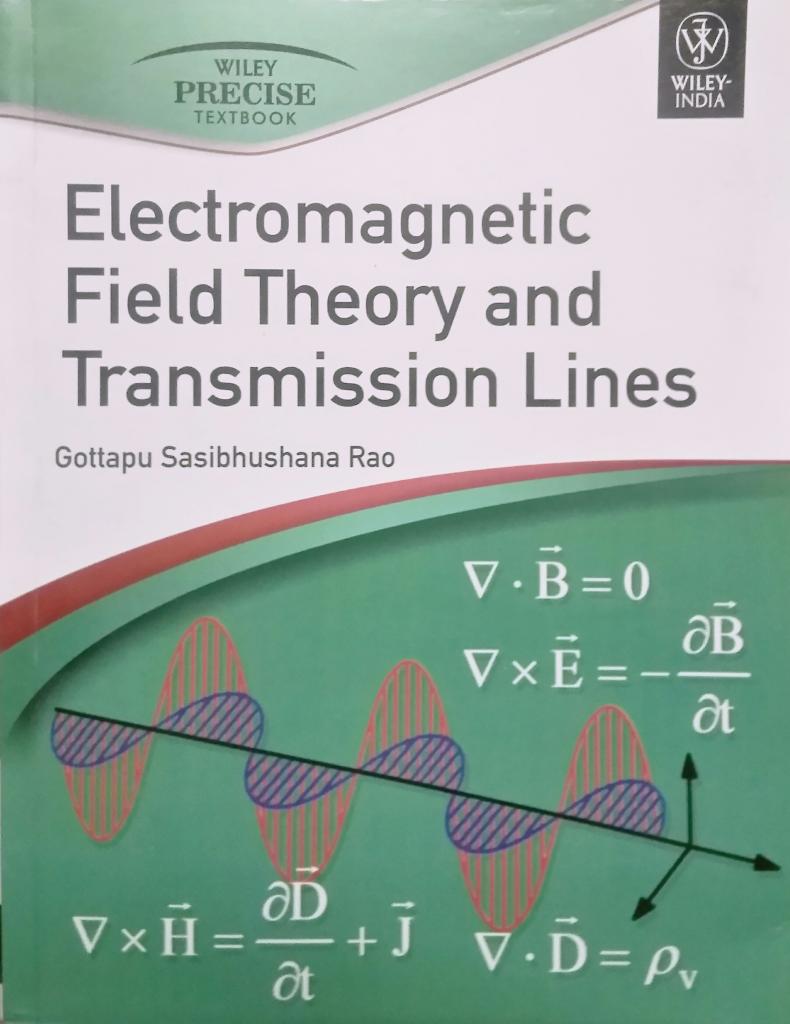 WILEY
PRECISE
TEXTBOOK
WILEY-
INDIA
Electromagnetic
Field Theory and
Transmission Lines
Gottapu Sasibhushana Rao
∇ · B⃗ = 0
∇ × E⃗ = − ∂B⃗/∂t
∇ × H⃗ = ∂D⃗/∂t + J⃗
∇ · D⃗ = ρᵥ